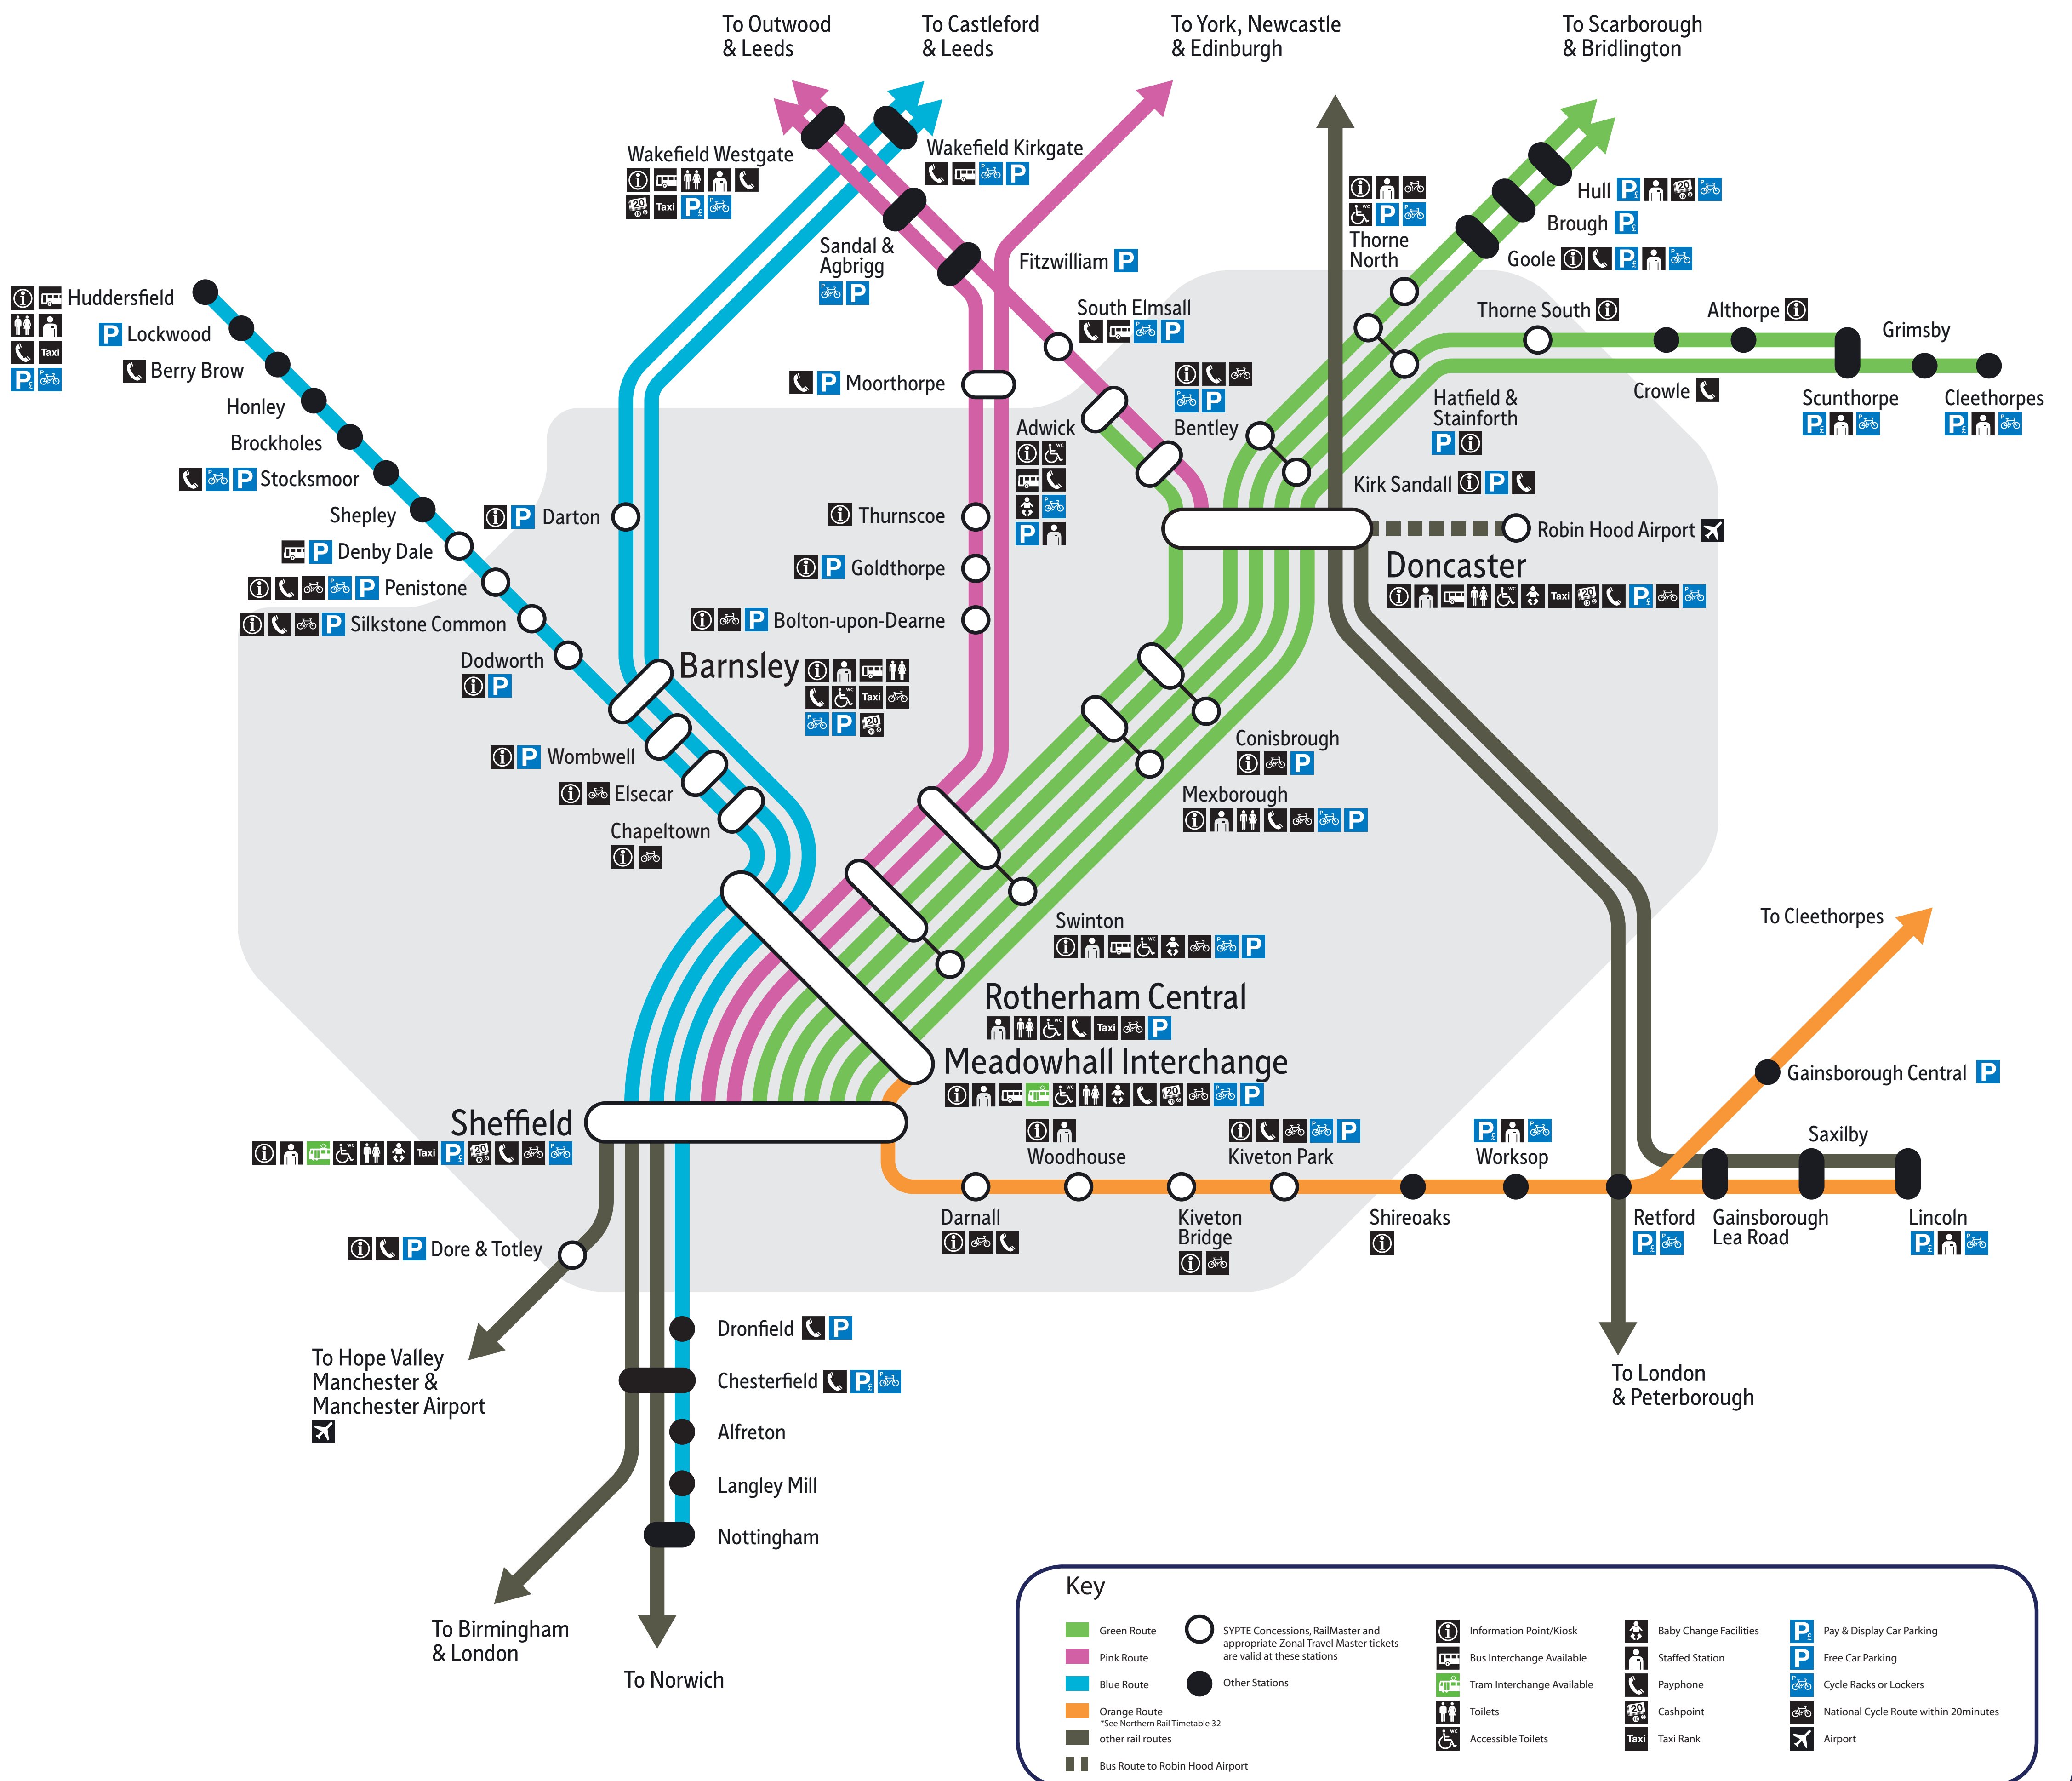 To Outwood
& Leeds
To Castleford
& Leeds
To York, Newcastle
& Edinburgh
To Scarborough
& Bridlington
Wakefield Westgate
Taxi
Wakefield Kirkgate
Sandal &
Agbrigg
Fitzwilliam
South Elmsall
Moorthorpe
Adwick
Bentley
Thorne
North
Hull
Brough
Goole
Thorne South
Althorpe
Grimsby
Crowle
Scunthorpe
Cleethorpes
Hatfield &
Stainforth
Kirk Sandall
Robin Hood Airport
Doncaster
Taxi
Huddersfield
Taxi
Lockwood
Berry Brow
Honley
Brockholes
Stocksmoor
Shepley
Denby Dale
Penistone
Silkstone Common
Dodworth
Darton
Thurnscoe
Goldthorpe
Bolton-upon-Dearne
Barnsley
Taxi
Wombwell
Elsecar
Chapeltown
Conisbrough
Mexborough
Swinton
Rotherham Central
Taxi
Meadowhall Interchange
Sheffield
Taxi
To Cleethorpes
Gainsborough Central
Saxilby
Woodhouse
Kiveton Park
Worksop
Darnall
Kiveton
Bridge
Shireoaks
Retford
Gainsborough
Lea Road
Lincoln
Dore & Totley
To Hope Valley
Manchester &
Manchester Airport
Dronfield
Chesterfield
Alfreton
Langley Mill
Nottingham
To London
& Peterborough
To Birmingham
& London
To Norwich
Key
Green Route
Pink Route
Blue Route
Orange Route
*See Northern Rail Timetable 32
other rail routes
Bus Route to Robin Hood Airport
SYPTE Concessions, RailMaster and
appropriate Zonal Travel Master tickets
are valid at these stations
Other Stations
Information Point/Kiosk
Bus Interchange Available
Tram Interchange Available
Toilets
Accessible Toilets
Baby Change Facilities
Staffed Station
Payphone
Cashpoint
Taxi Taxi Rank
Pay & Display Car Parking
Free Car Parking
Cycle Racks or Lockers
National Cycle Route within 20minutes
Airport